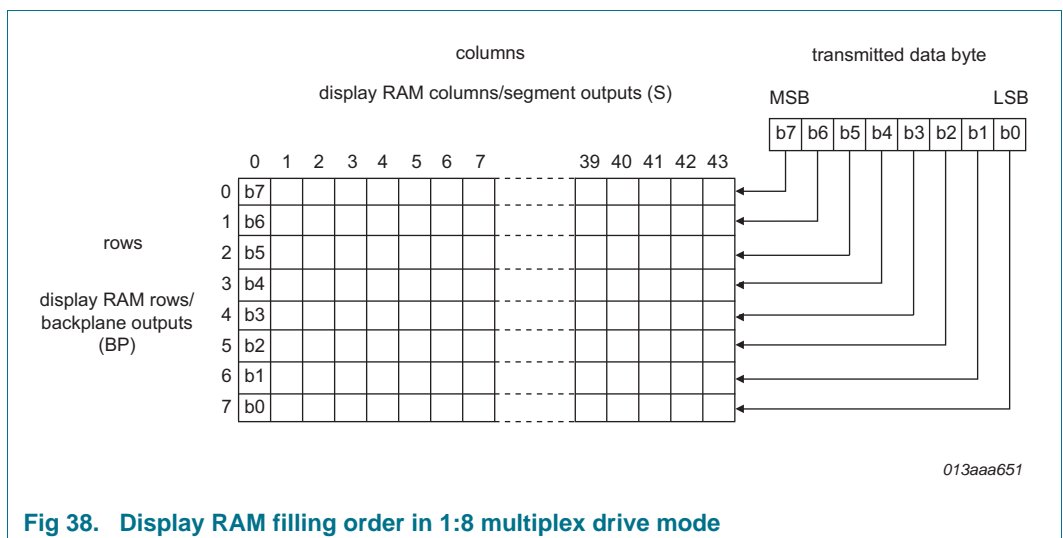 columns
transmitted data byte
display RAM columns/segment outputs (S)
MSB LSB
b7 b6 b5 b4 b3 b2 b1 b0
0 1 2 3 4 5 6 7 39 40 41 42 43
0 b7
1 b6
rows
2 b5
3 b4
display RAM rows/
backplane outputs
(BP)
4 b3
5 b2
6 b1
7 b0
013aaa651
Fig 38. Display RAM filling order in 1:8 multiplex drive mode